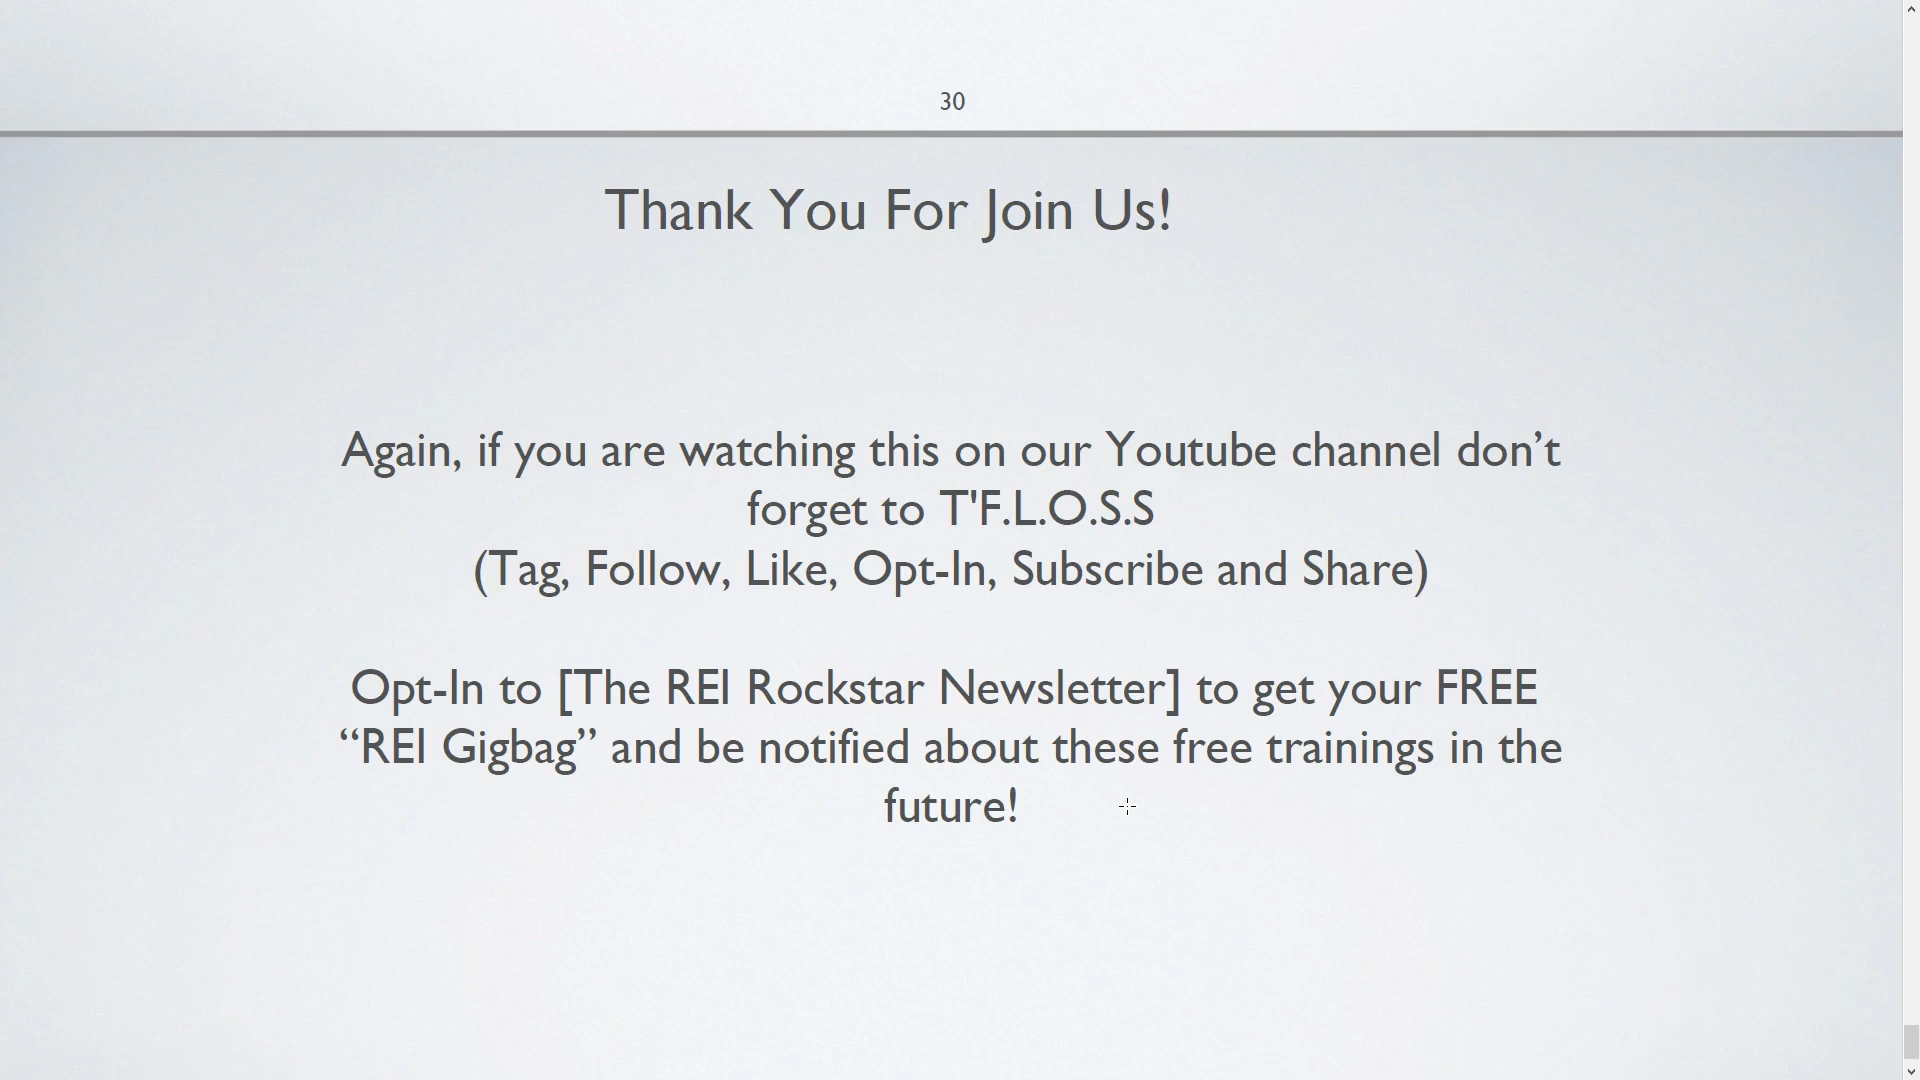 30
Thank You For Join Us!
Again, if you are watching this on our Youtube channel don’t
forget to T'F.L.O.S.S
(Tag, Follow, Like, Opt-In, Subscribe and Share)
Opt-In to [The REI Rockstar Newsletter] to get your FREE
“REI Gigbag” and be notified about these free trainings in the
future!